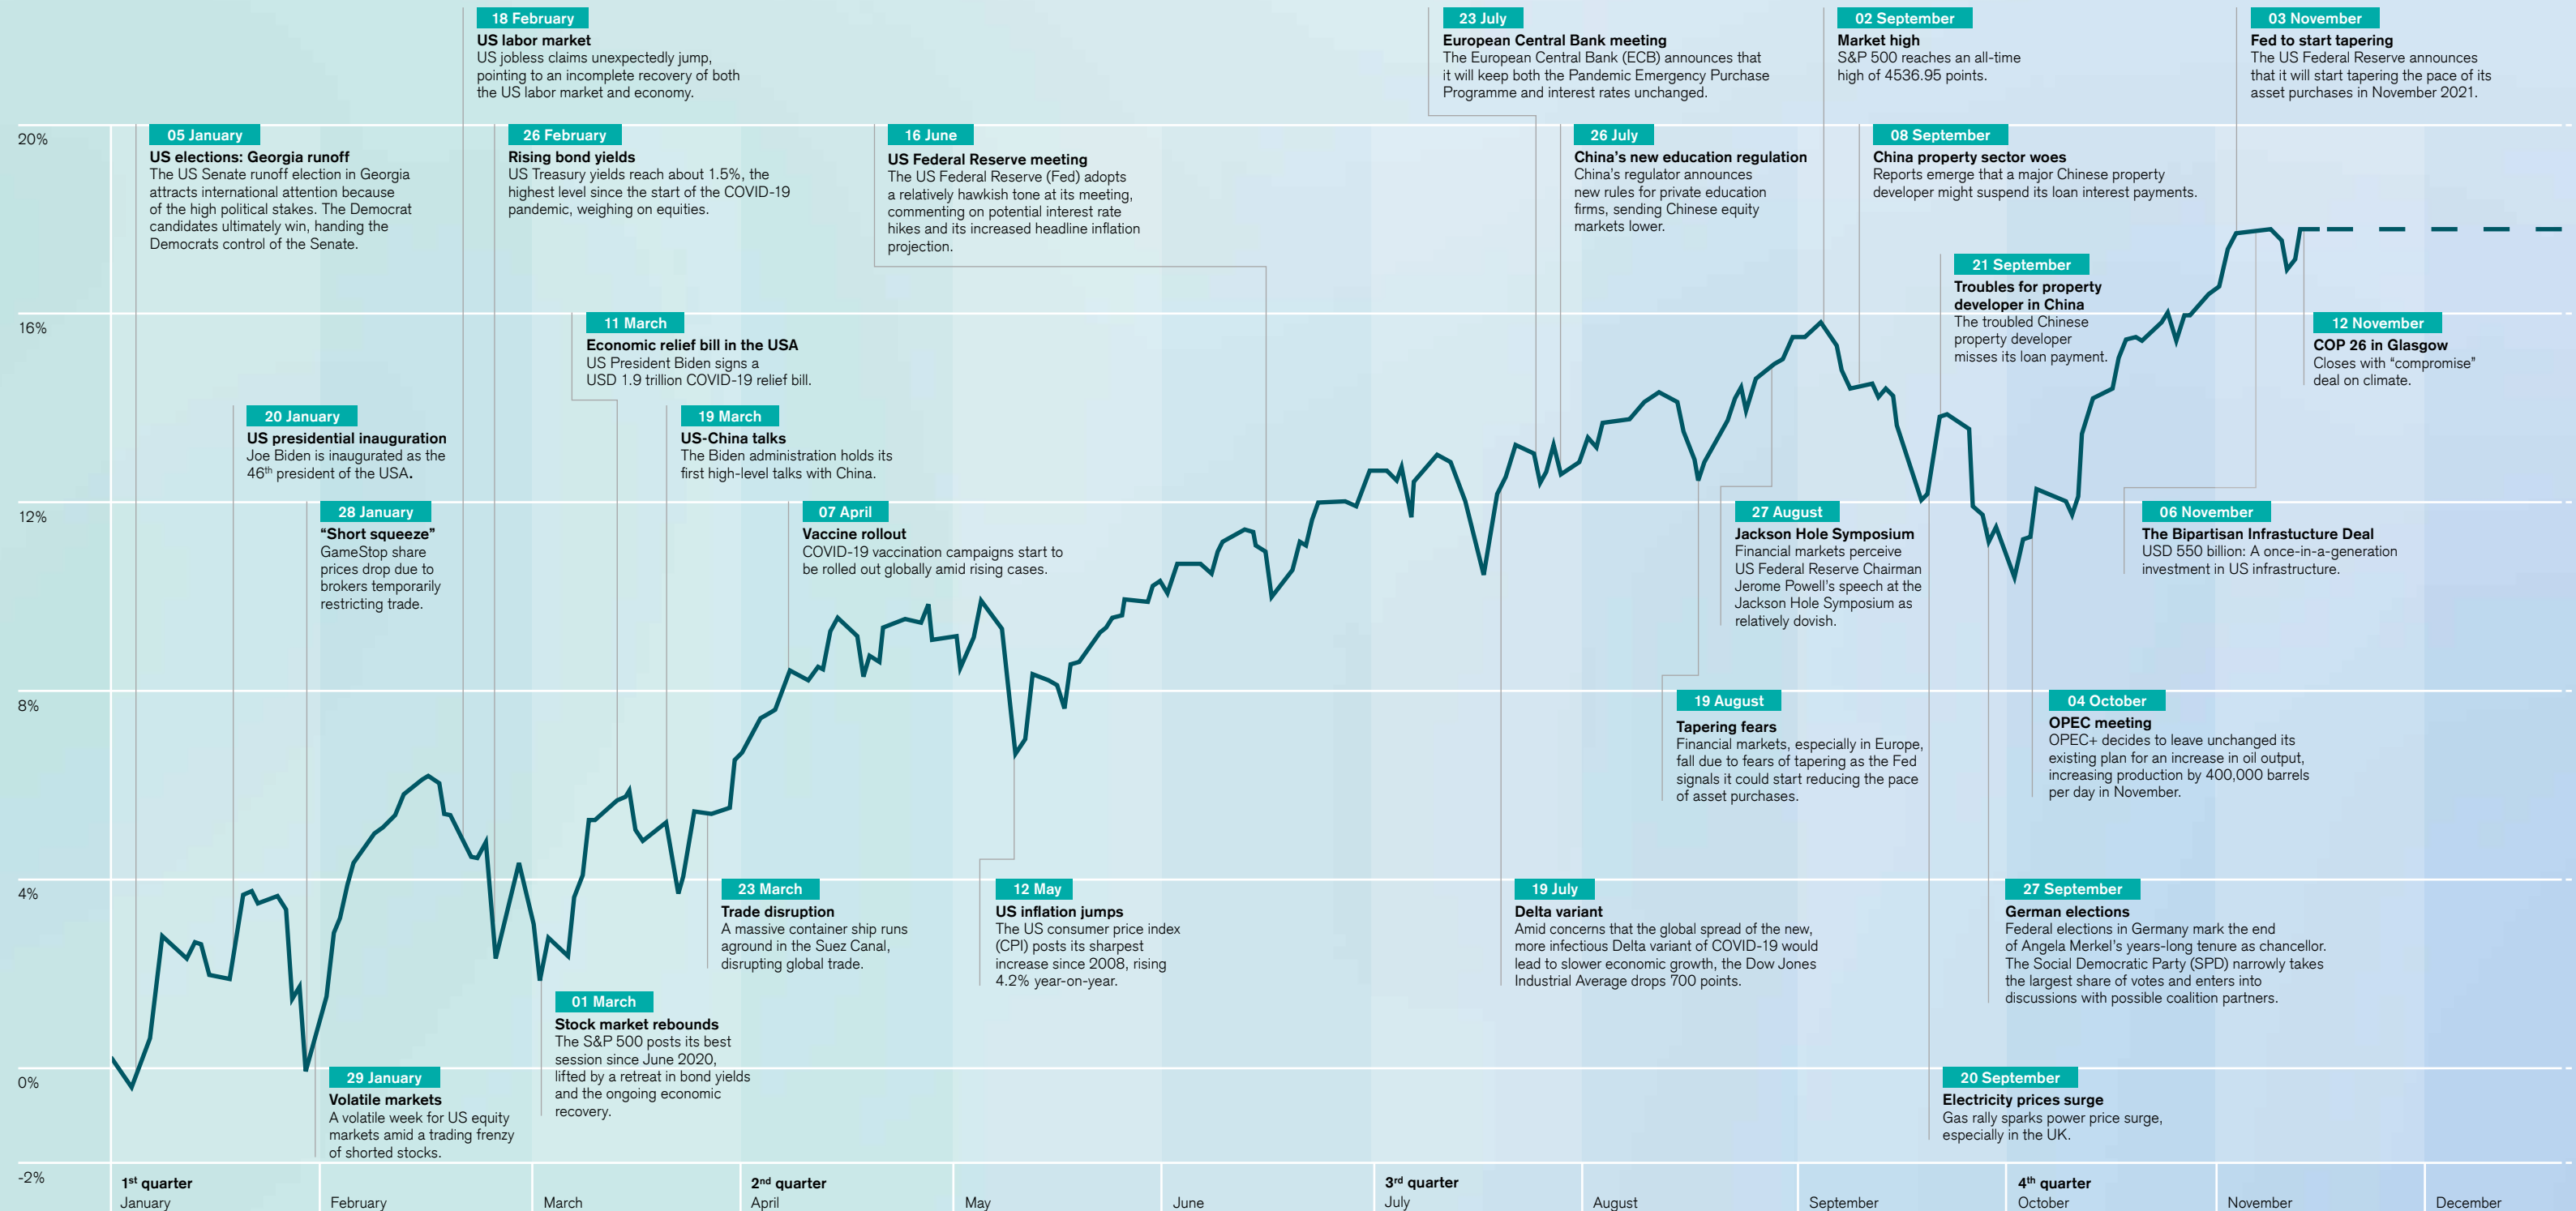 18 February
US labor market
US jobless claims unexpectedly jump,
pointing to an incomplete recovery of both
the US labor market and economy.
23 July
European Central Bank meeting
The European Central Bank (ECB) announces that
it will keep both the Pandemic Emergency Purchase
Programme and interest rates unchanged.
02 September
Market high
S&P 500 reaches an all-time
high of 4536.95 points.
03 November
Fed to start tapering
The US Federal Reserve announces
that it will start tapering the pace of its
asset purchases in November 2021.
20%
05 January
US elections: Georgia runoff
The US Senate runoff election in Georgia
attracts international attention because
of the high political stakes. The Democrat
candidates ultimately win, handing the
Democrats control of the Senate.
26 February
Rising bond yields
US Treasury yields reach about 1.5%, the
highest level since the start of the COVID-19
pandemic, weighing on equities.
16 June
US Federal Reserve meeting
The US Federal Reserve (Fed) adopts
a relatively hawkish tone at its meeting,
commenting on potential interest rate
hikes and its increased headline inflation
projection.
26 July
China's new education regulation
China's regulator announces
new rules for private education
firms, sending Chinese equity
markets lower.
08 September
China property sector woes
Reports emerge that a major Chinese property
developer might suspend its loan interest payments.
21 September
Troubles for property
developer in China
The troubled Chinese
property developer
misses its loan payment.
16%
11 March
Economic relief bill in the USA
US President Biden signs a
USD 1.9 trillion COVID-19 relief bill.
12 November
COP 26 in Glasgow
Closes with “compromise”
deal on climate.
20 January
US presidential inauguration
Joe Biden is inaugurated as the
46th president of the USA.
19 March
US-China talks
The Biden administration holds its
first high-level talks with China.
12%
28 January
“Short squeeze”
GameStop share
prices drop due to
brokers temporarily
restricting trade.
07 April
Vaccine rollout
COVID-19 vaccination campaigns start to
be rolled out globally amid rising cases.
27 August
Jackson Hole Symposium
Financial markets perceive
US Federal Reserve Chairman
Jerome Powell's speech at the
Jackson Hole Symposium as
relatively dovish.
06 November
The Bipartisan Infrastucture Deal
USD 550 billion: A once-in-a-generation
investment in US infrastructure.
8%
19 August
Tapering fears
Financial markets, especially in Europe,
fall due to fears of tapering as the Fed
signals it could start reducing the pace
of asset purchases.
04 October
OPEC meeting
OPEC+ decides to leave unchanged its
existing plan for an increase in oil output,
increasing production by 400,000 barrels
per day in November.
4%
23 March
Trade disruption
A massive container ship runs
aground in the Suez Canal,
disrupting global trade.
12 May
US inflation jumps
The US consumer price index
(CPI) posts its sharpest
increase since 2008, rising
4.2% year-on-year.
19 July
Delta variant
Amid concerns that the global spread of the new,
more infectious Delta variant of COVID-19 would
lead to slower economic growth, the Dow Jones
Industrial Average drops 700 points.
27 September
German elections
Federal elections in Germany mark the end
of Angela Merkel's years-long tenure as chancellor.
The Social Democratic Party (SPD) narrowly takes
the largest share of votes and enters into
discussions with possible coalition partners.
01 March
Stock market rebounds
The S&P 500 posts its best
session since June 2020,
lifted by a retreat in bond yields
and the ongoing economic
recovery.
0%
29 January
Volatile markets
A volatile week for US equity
markets amid a trading frenzy
of shorted stocks.
20 September
Electricity prices surge
Gas rally sparks power price surge,
especially in the UK.
-2%
1st quarter
January
February
March
2nd quarter
April
May
June
3rd quarter
July
August
September
4th quarter
October
November
December